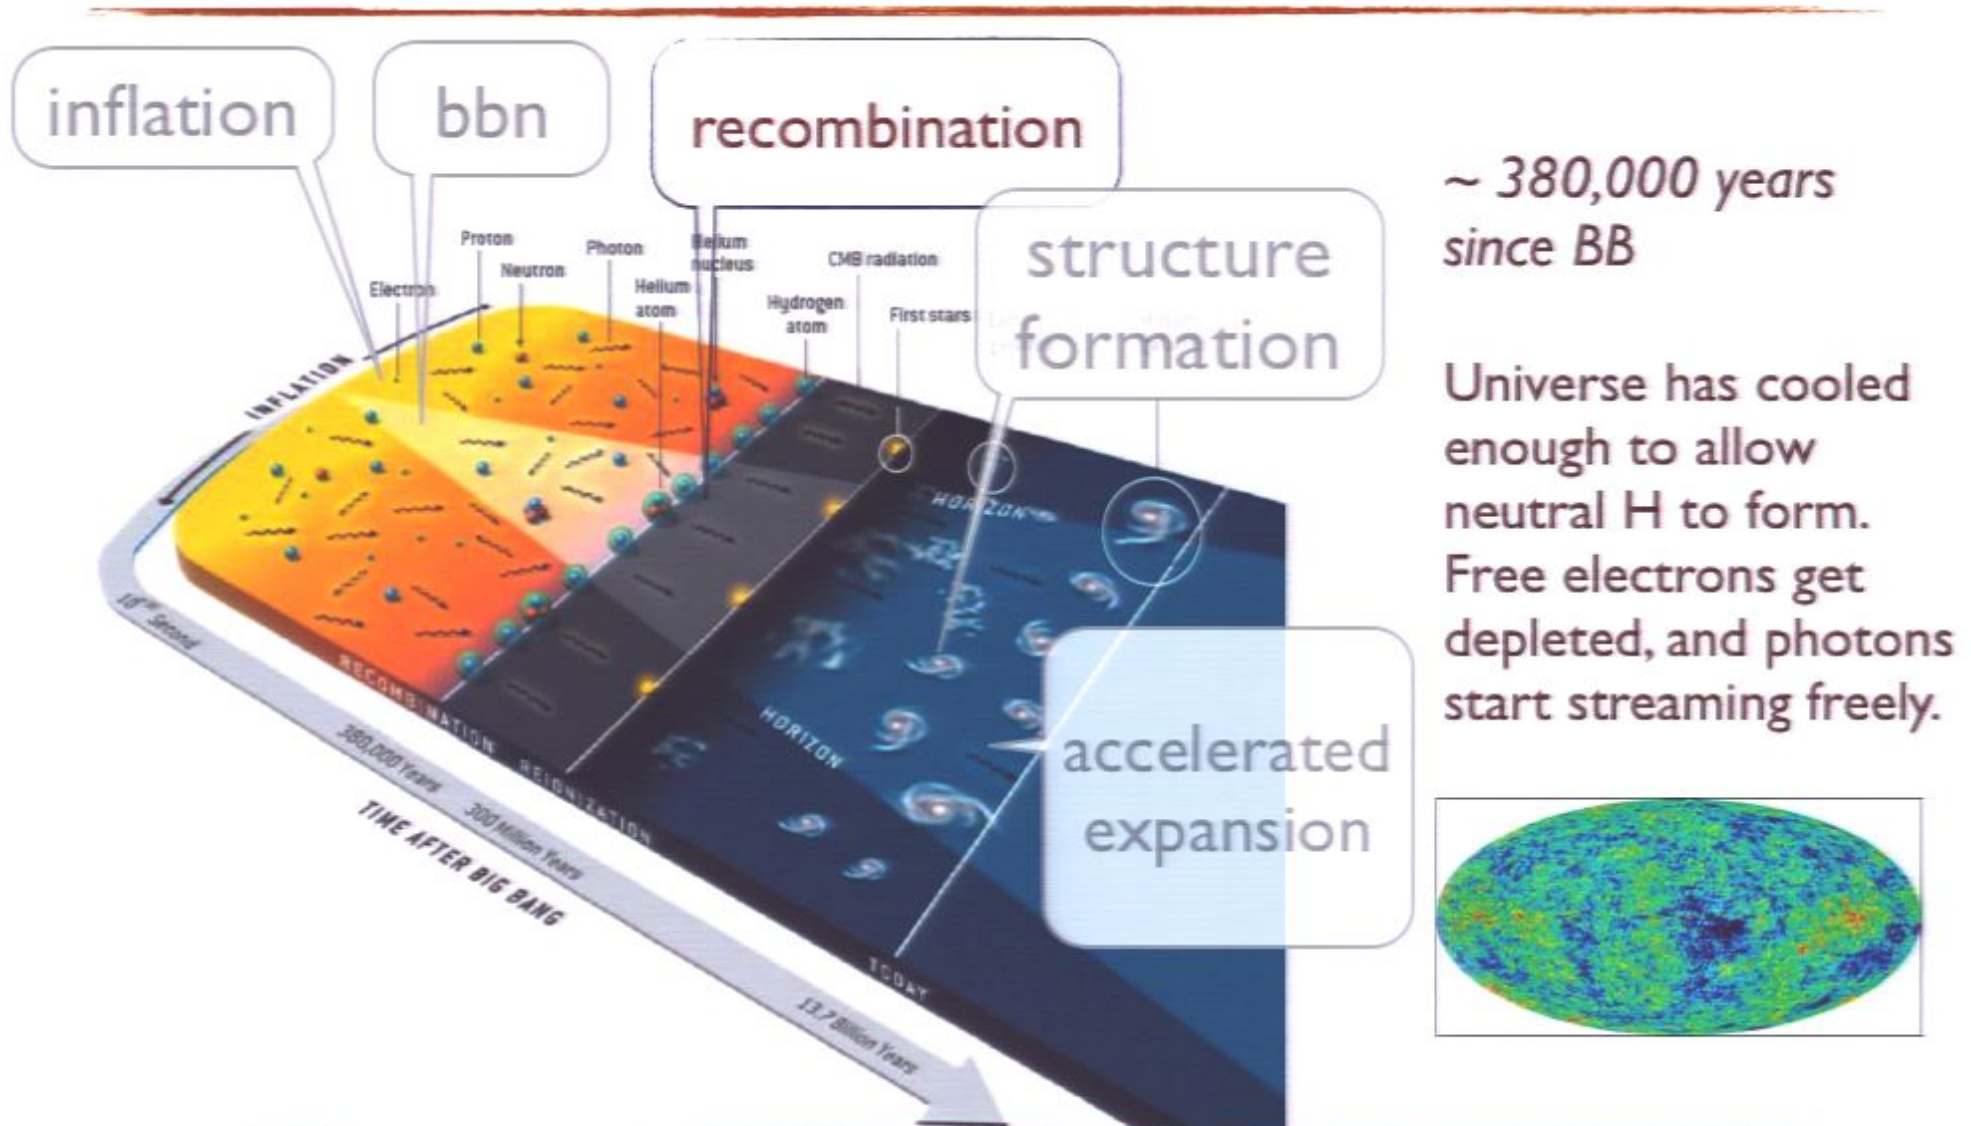 inflation
bbn
recombination
structure
formation
accelerated
expansion
~ 380,000 years
since BB
Universe has cooled
enough to allow
neutral H to form.
Free electrons get
depleted, and photons
start streaming freely.
Proton
Neutron
Electron
Photon
Helium
nucleus
Helium
atom
Hydrogen
atom
CMB radiation
First stars
INFLATION
HORIZON
HORIZON
Second
RECOMBINATION
380,000 Years
REIONIZATION
300 Million Years
TIME AFTER BIG BANG
TODAY
13.7 Billion Years